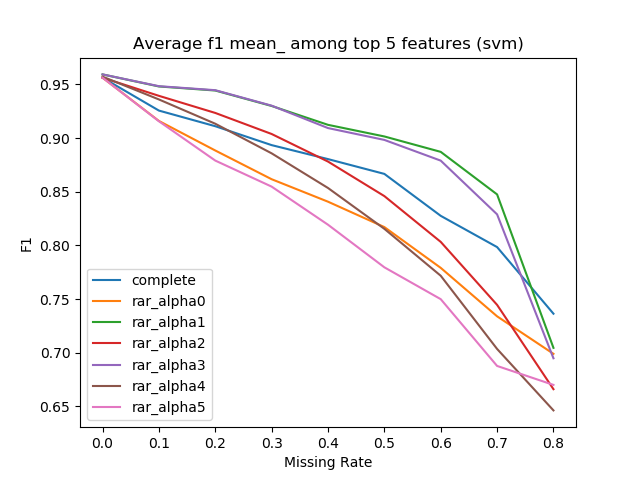 Average f1 mean_ among top 5 features (svm)
0.95
0.90
0.85
0.80
0.75
0.70
0.65
F1
complete
rar_alpha0
rar_alpha1
rar_alpha2
rar_alpha3
rar_alpha4
rar_alpha5
0.0 0.1 0.2 0.3 0.4 0.5 0.6 0.7 0.8
Missing Rate